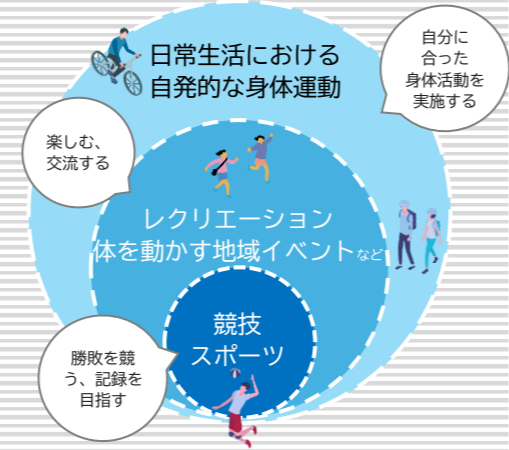 日常生活における
自発的な身体運動
自分に
合った
身体活動を
実施する
楽しむ、
交流する
レクリエーション
体を動かす地域イベントなど
競技
スポーツ
勝敗を競
う、記録を
目指す